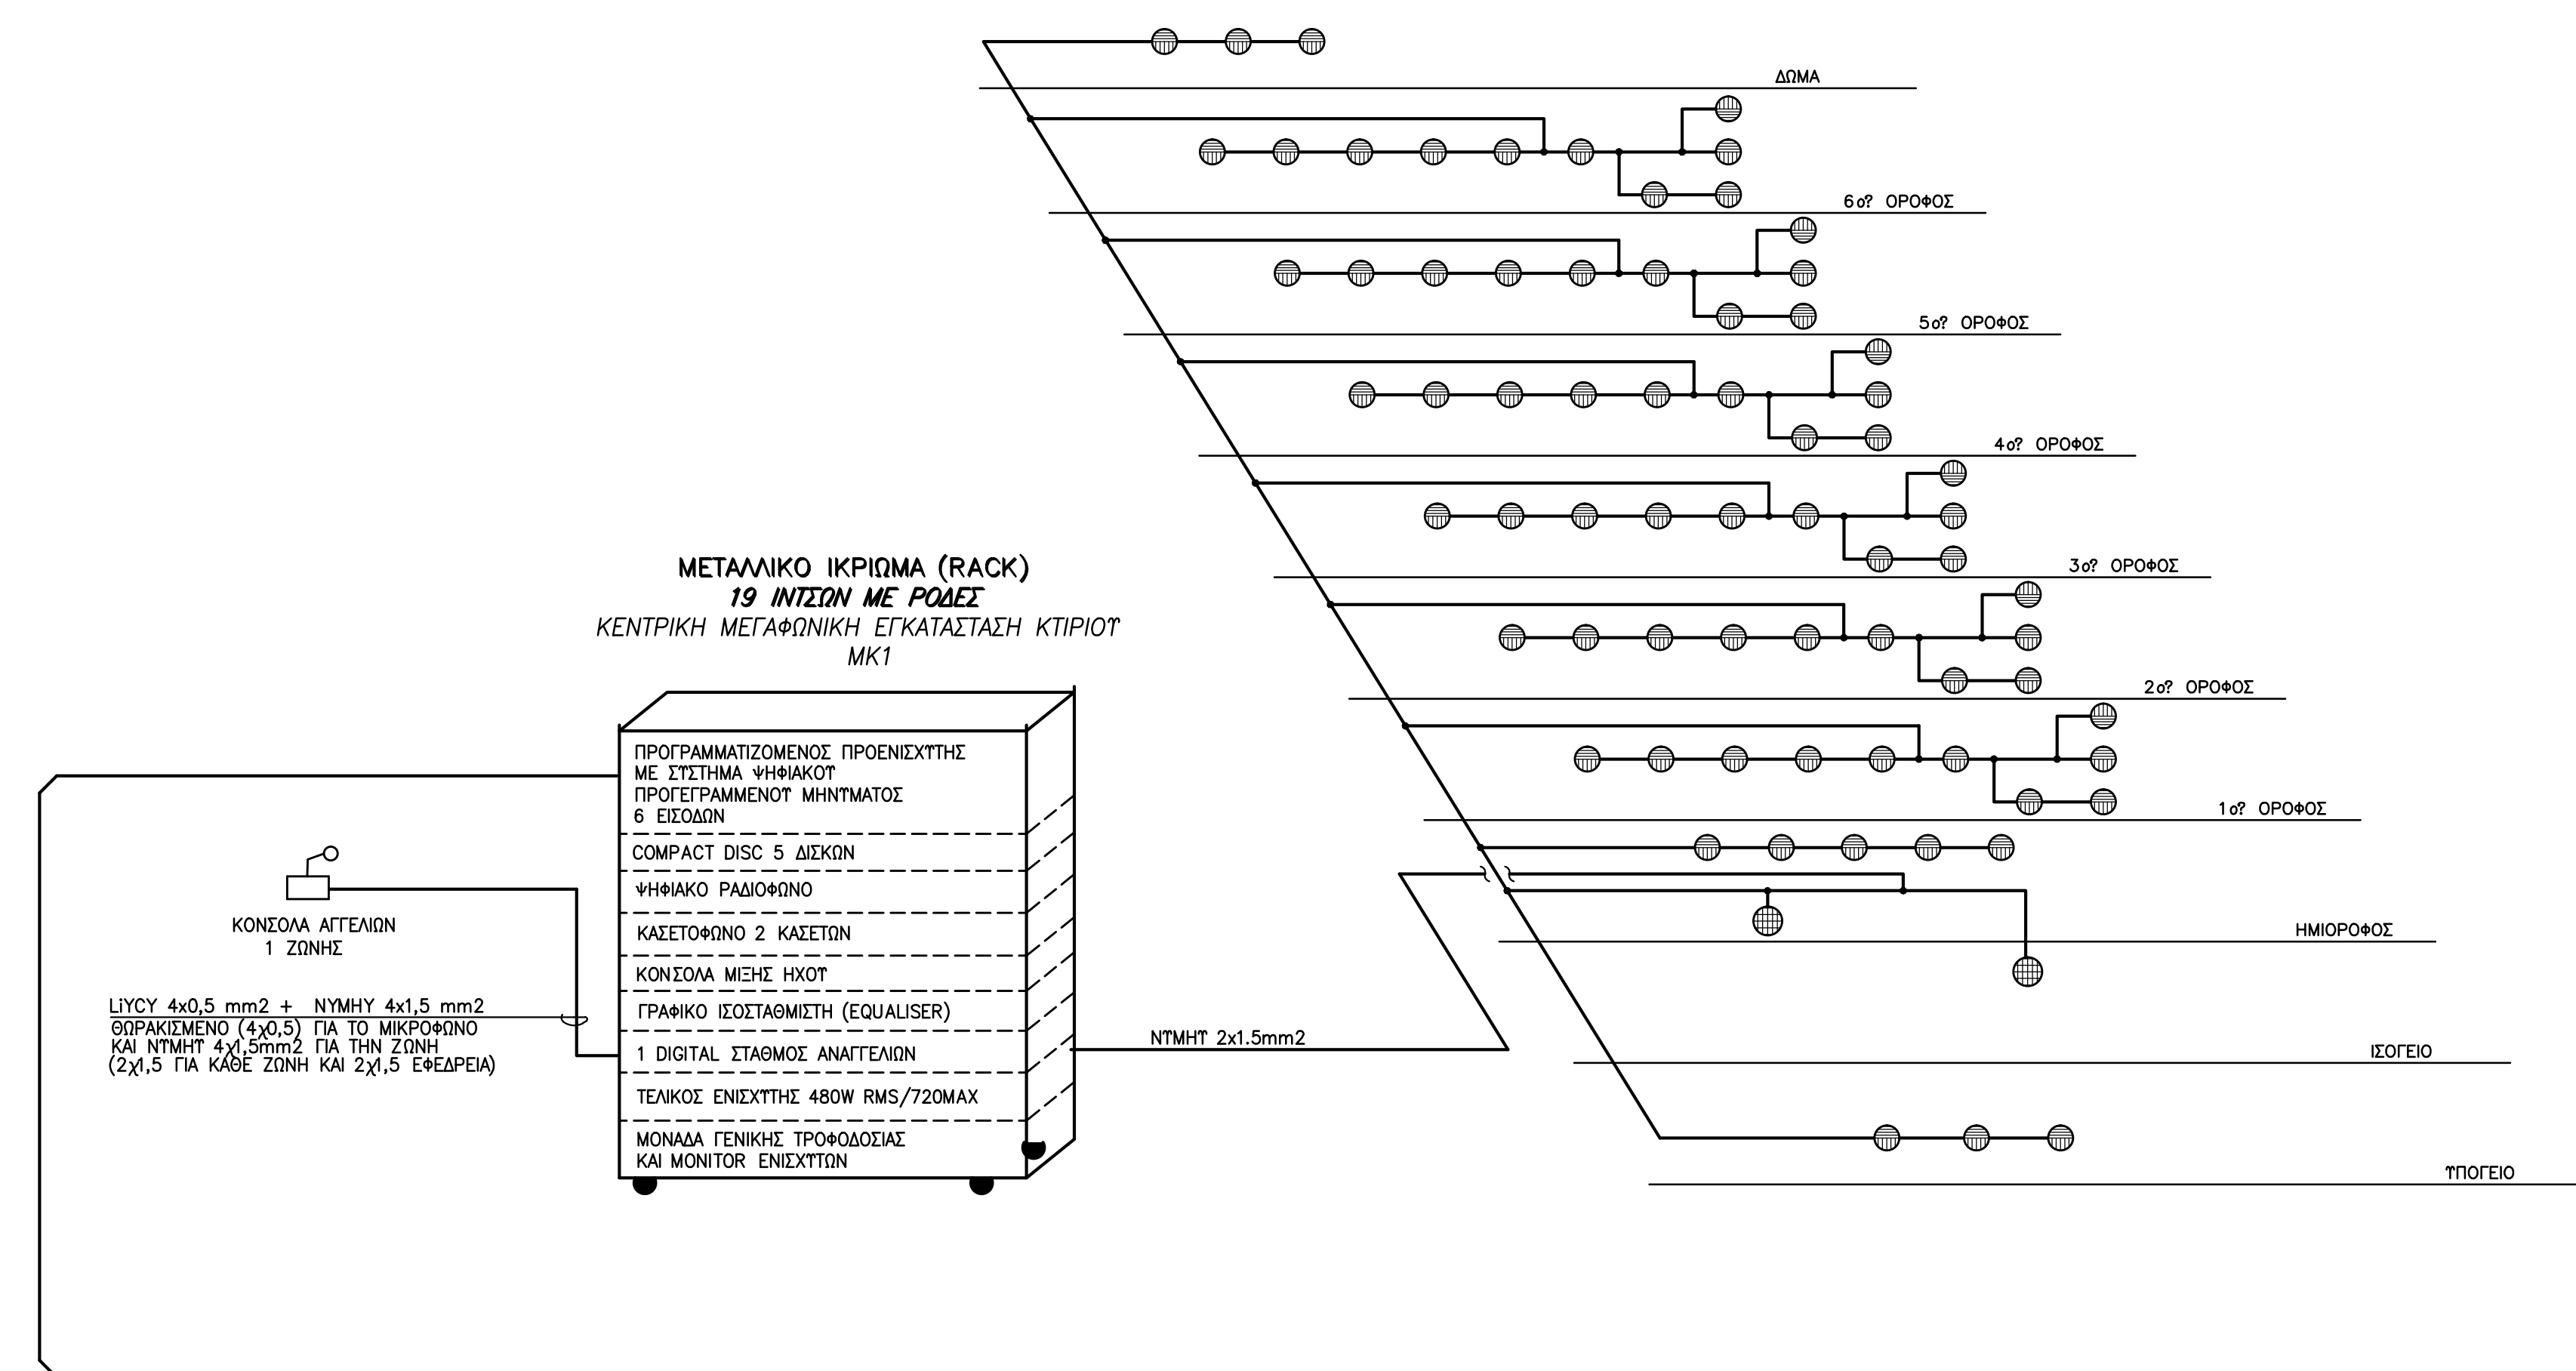 ΔΩΜΑ
6ο? ΟΡΟΦΟΣ
5ο? ΟΡΟΦΟΣ
4ο? ΟΡΟΦΟΣ
3ο? ΟΡΟΦΟΣ
2ο? ΟΡΟΦΟΣ
1ο? ΟΡΟΦΟΣ
ΗΜΙΟΡΟΦΟΣ
ΙΣΟΓΕΙΟ
ΥΠΟΓΕΙΟ
ΜΕΤΑΛΛΙΚΟ ΙΚΡΙΩΜΑ (RACK)
19 ΙΝΤΣΩΝ ΜΕ ΡΟΔΕΣ
ΚΕΝΤΡΙΚΗ ΜΕΓΑΦΩΝΙΚΗ ΕΓΚΑΤΑΣΤΑΣΗ ΚΤΙΡΙΟΥ
ΜΚ1
ΠΡΟΓΡΑΜΜΑΤΙΖΟΜΕΝΟΣ ΠΡΟΕΝΙΣΧΥΤΗΣ
ΜΕ ΣΥΣΤΗΜΑ ΨΗΦΙΑΚΟΥ
ΠΡΟΓΕΓΡΑΜΜΕΝΟΥ ΜΗΝΥΜΑΤΟΣ
6 ΕΙΣΟΔΩΝ
COMPACT DISC 5 ΔΙΣΚΩΝ
ΨΗΦΙΑΚΟ ΡΑΔΙΟΦΩΝΟ
ΚΑΣΕΤΟΦΩΝΟ 2 ΚΑΣΕΤΩΝ
ΚΟΝΣΟΛΑ ΜΙΞΗΣ ΗΧΟΥ
ΓΡΑΦΙΚΟ ΙΣΟΣΤΑΘΜΙΣΤΗ (EQUALISER)
1 DIGITAL ΣΤΑΘΜΟΣ ΑΝΑΓΓΕΛΙΩΝ
ΤΕΛΙΚΟΣ ΕΝΙΣΧΥΤΗΣ 480W RMS/720MAX
ΜΟΝΑΔΑ ΓΕΝΙΚΗΣ ΤΡΟΦΟΔΟΣΙΑΣ
ΚΑΙ MONITOR ΕΝΙΣΧΥΤΩΝ
ΚΟΝΣΟΛΑ ΑΓΓΕΛΙΩΝ
1 ΖΩΝΗΣ
LiYCY 4x0,5 mm2 + NYMHY 4x1,5 mm2
ΘΩΡΑΚΙΣΜΕΝΟ (4χ0,5) ΓΙΑ ΤΟ ΜΙΚΡΟΦΩΝΟ
ΚΑΙ ΝΥΜΗΥ 4χ1,5mm2 ΓΙΑ ΤΗΝ ΖΩΝΗ
(2χ1,5 ΓΙΑ ΚΑΘΕ ΖΩΝΗ ΚΑΙ 2χ1,5 ΕΦΕΔΡΕΙΑ)
ΝΥΜΗΥ 2x1.5mm2